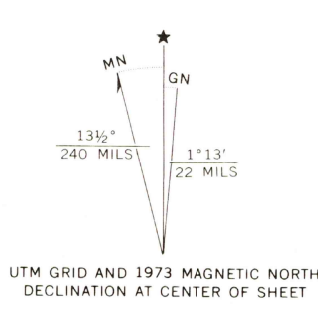 MN
GN
13½°
240 MILS
1°13'
22 MILS
UTM GRID AND 1973 MAGNETIC NORTH
DECLINATION AT CENTER OF SHEET